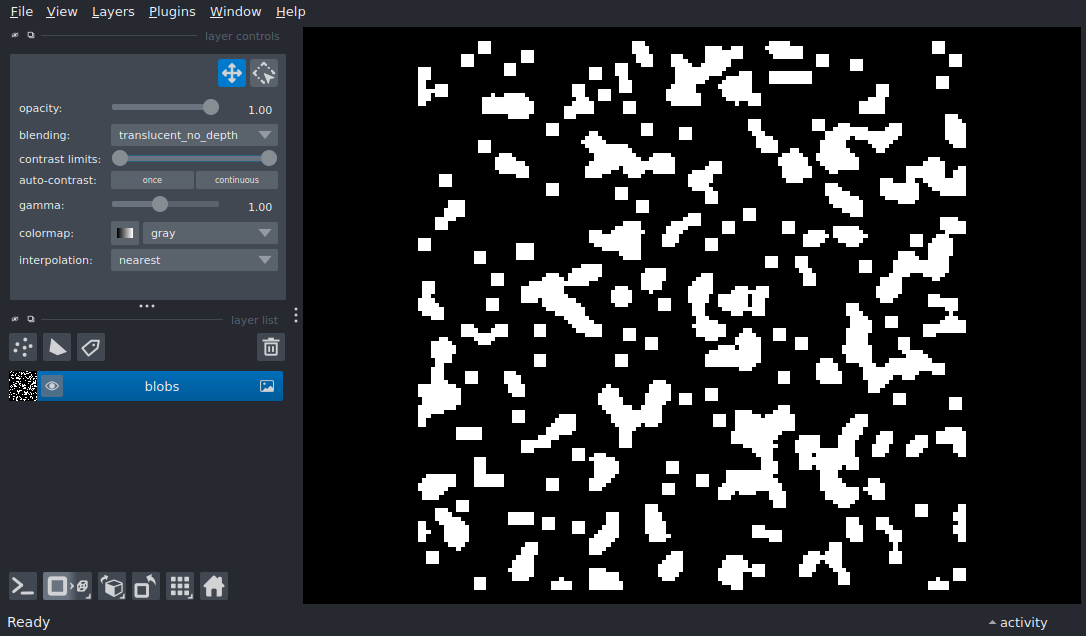 File View Layers Plugins Window Help
layer controls
opacity: 1.00
blending: translucent_no_depth
contrast limits:
auto-contrast: once continuous
gamma: 1.00
colormap: gray
interpolation: nearest
layer list
blobs
Ready activity